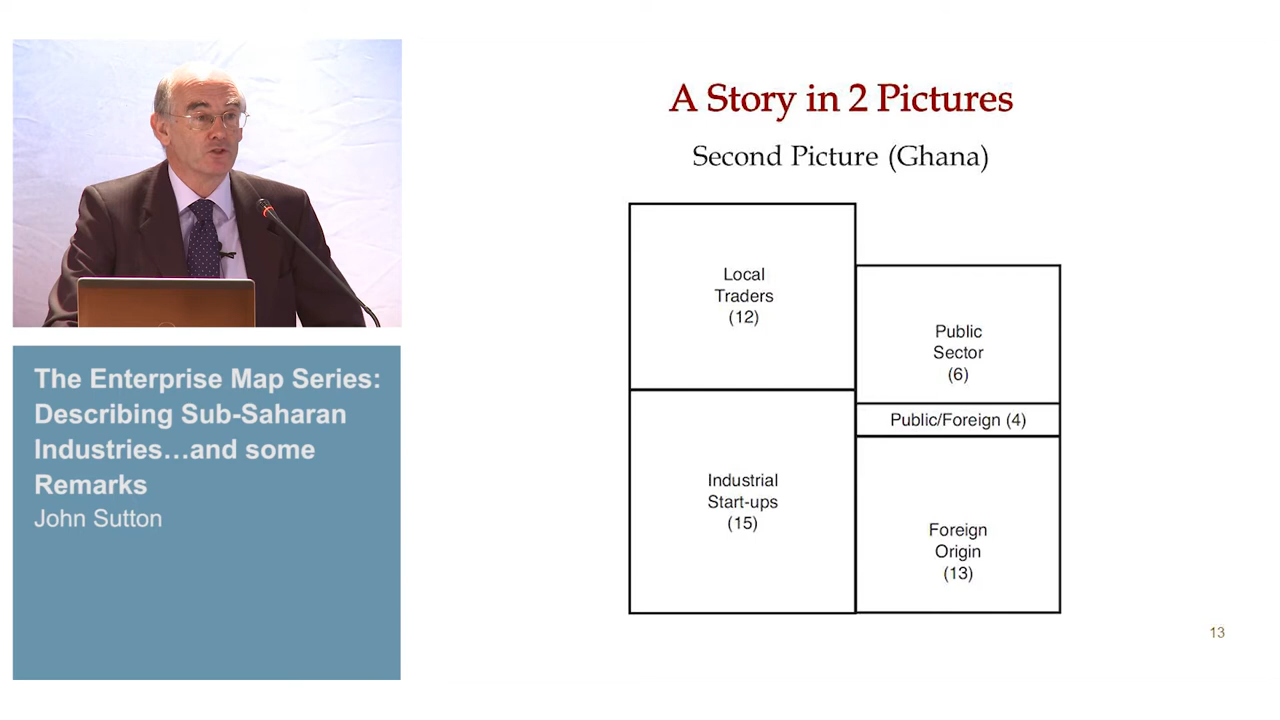 A Story in 2 Pictures
Second Picture (Ghana)
Local
Traders
(12)
Industrial
Start-ups
(15)
Public
Sector
(6)
Public/Foreign (4)
Foreign
Origin
(13)
The Enterprise Map Series:
Describing Sub-Saharan
Industries…and some
Remarks
John Sutton
13